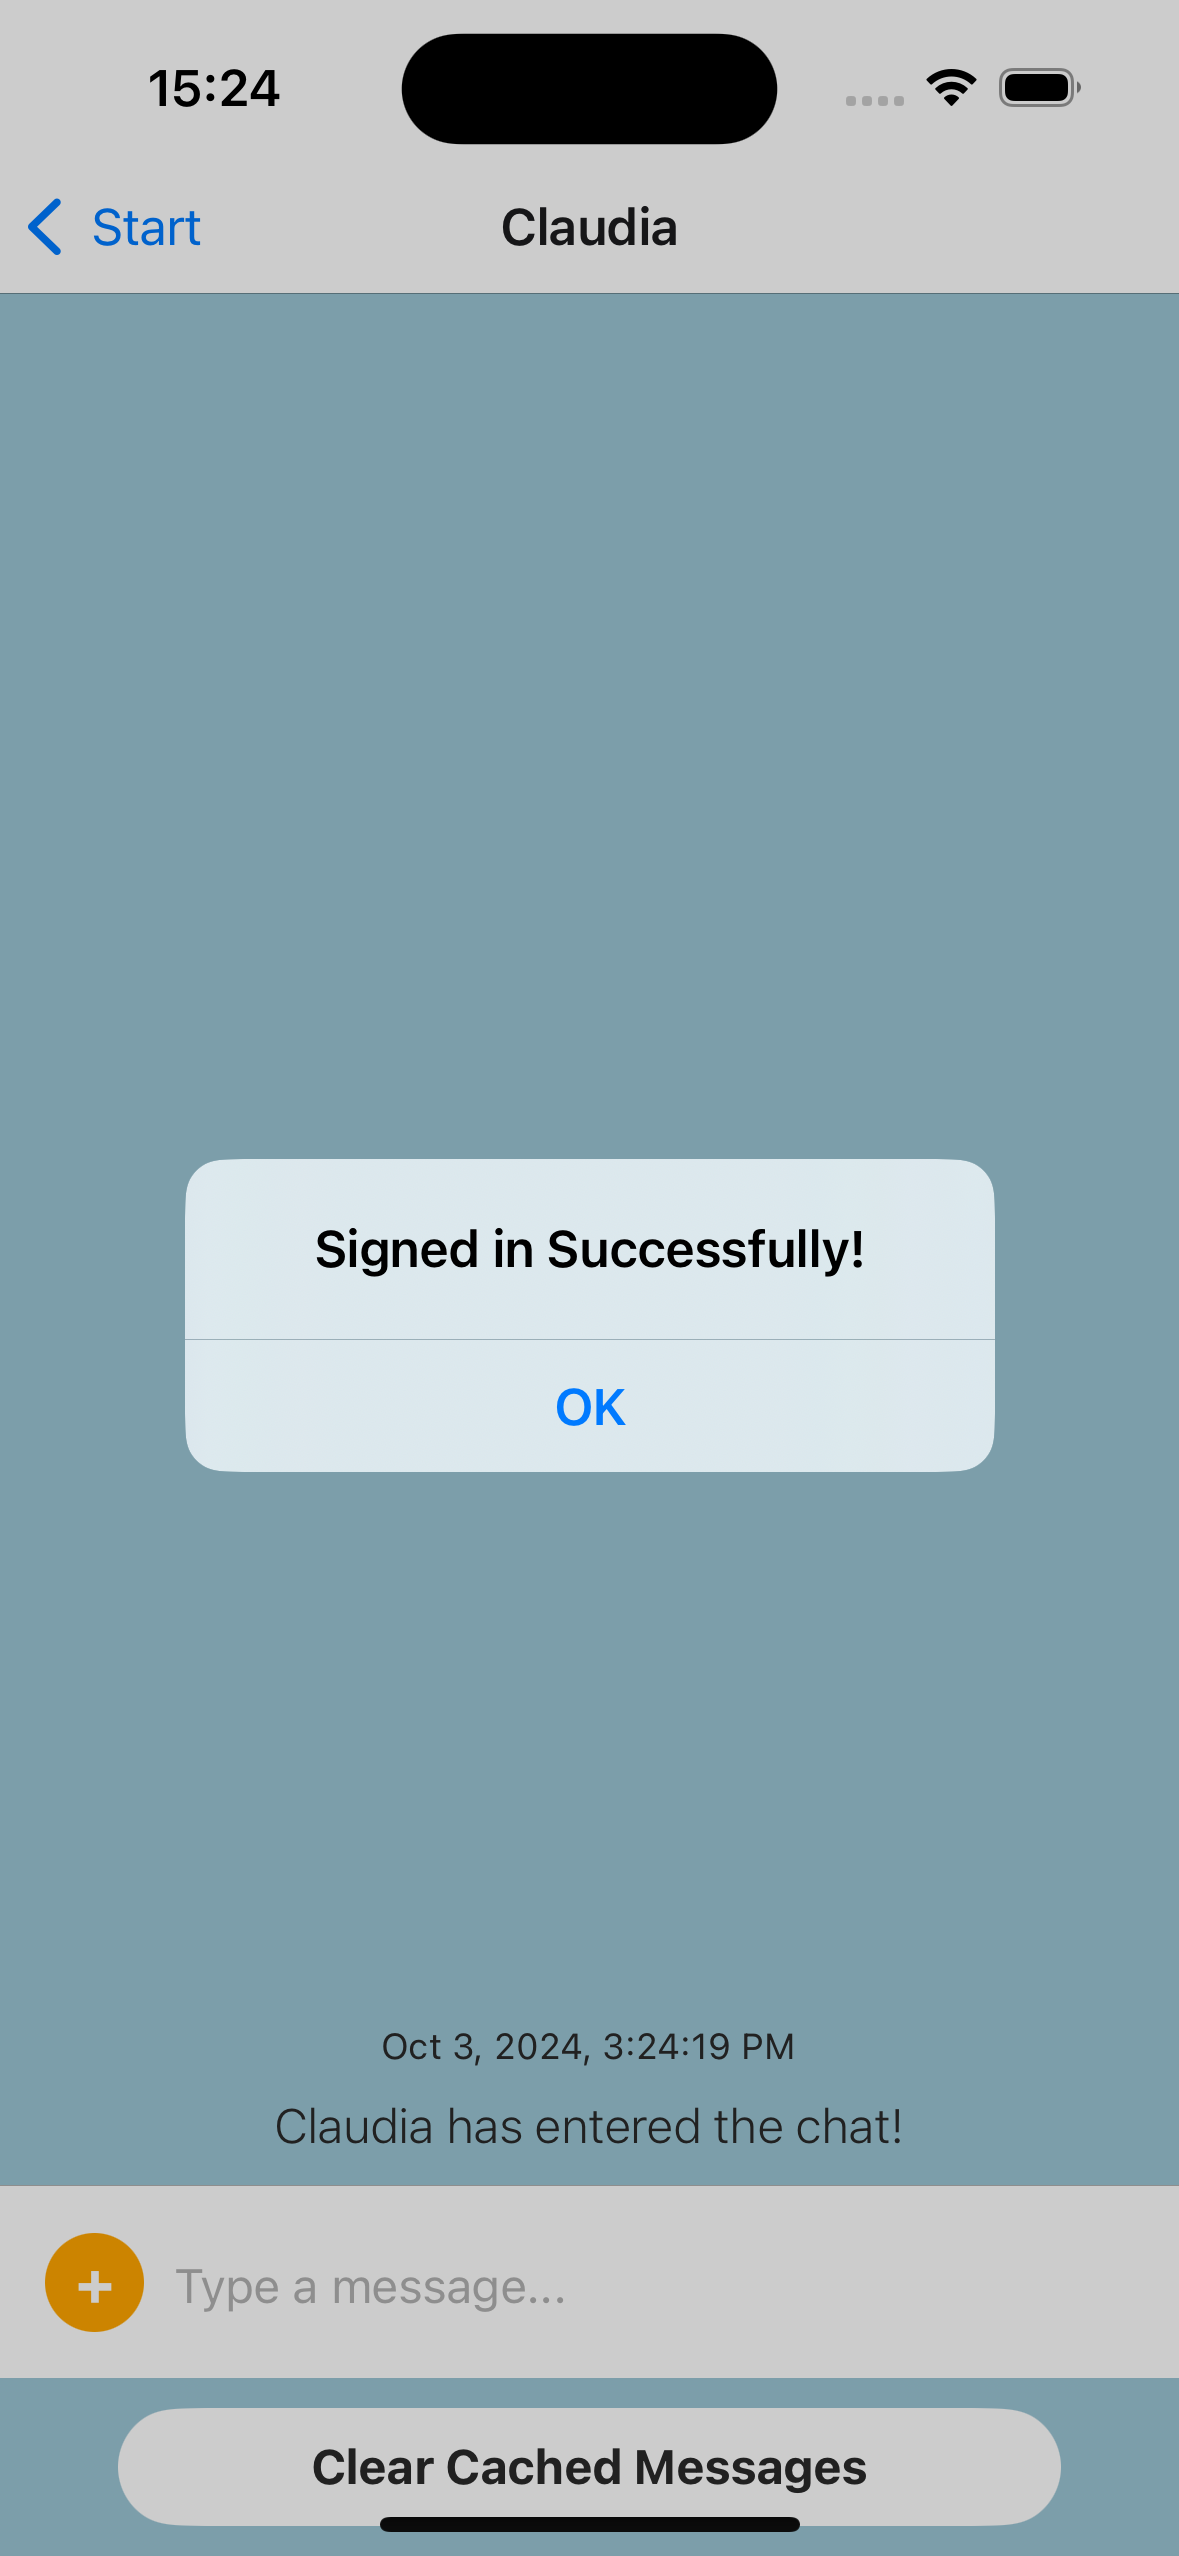 15:24
Start
Claudia
Signed in Successfully!
OK
Oct 3, 2024, 3:24:19 PM
Claudia has entered the chat!
+
Type a message...
Clear Cached Messages